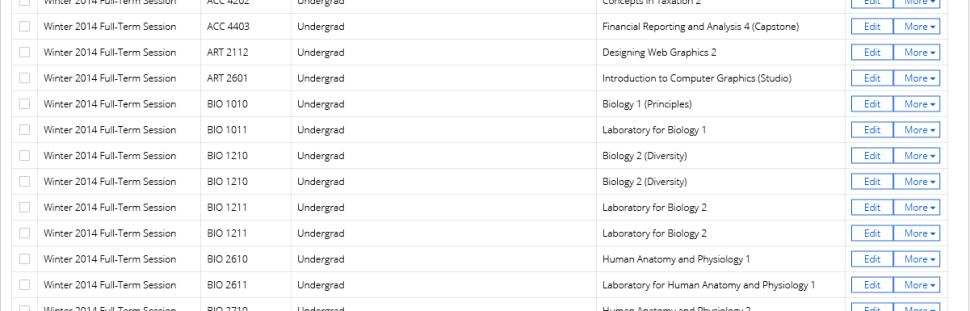 Winter 2014 Full-Term Session ACC 4202 Undergrad Concepts in Taxation 2 Edit More
Winter 2014 Full-Term Session ACC 4403 Undergrad Financial Reporting and Analysis 4 (Capstone) Edit More
Winter 2014 Full-Term Session ART 2112 Undergrad Designing Web Graphics 2 Edit More
Winter 2014 Full-Term Session ART 2601 Undergrad Introduction to Computer Graphics (Studio) Edit More
Winter 2014 Full-Term Session BIO 1010 Undergrad Biology 1 (Principles) Edit More
Winter 2014 Full-Term Session BIO 1011 Undergrad Laboratory for Biology 1 Edit More
Winter 2014 Full-Term Session BIO 1210 Undergrad Biology 2 (Diversity) Edit More
Winter 2014 Full-Term Session BIO 1210 Undergrad Biology 2 (Diversity) Edit More
Winter 2014 Full-Term Session BIO 1211 Undergrad Laboratory for Biology 2 Edit More
Winter 2014 Full-Term Session BIO 1211 Undergrad Laboratory for Biology 2 Edit More
Winter 2014 Full-Term Session BIO 2610 Undergrad Human Anatomy and Physiology 1 Edit More
Winter 2014 Full-Term Session BIO 2611 Undergrad Laboratory for Human Anatomy and Physiology 1 Edit More
Winter 2014 Full-Term Session BIO 2710 Undergrad Human Anatomy and Physiology 2 Edit More